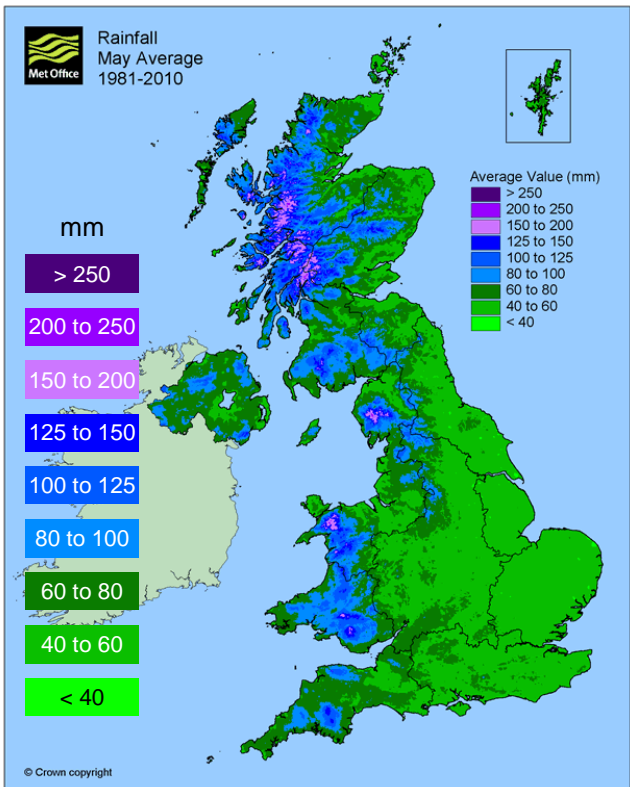 Met Office
Rainfall
May Average
1981-2010
Average Value (mm)
> 250
200 to 250
150 to 200
125 to 150
100 to 125
80 to 100
60 to 80
40 to 60
< 40
mm
> 250
200 to 250
150 to 200
125 to 150
100 to 125
80 to 100
60 to 80
40 to 60
< 40
© Crown copyright